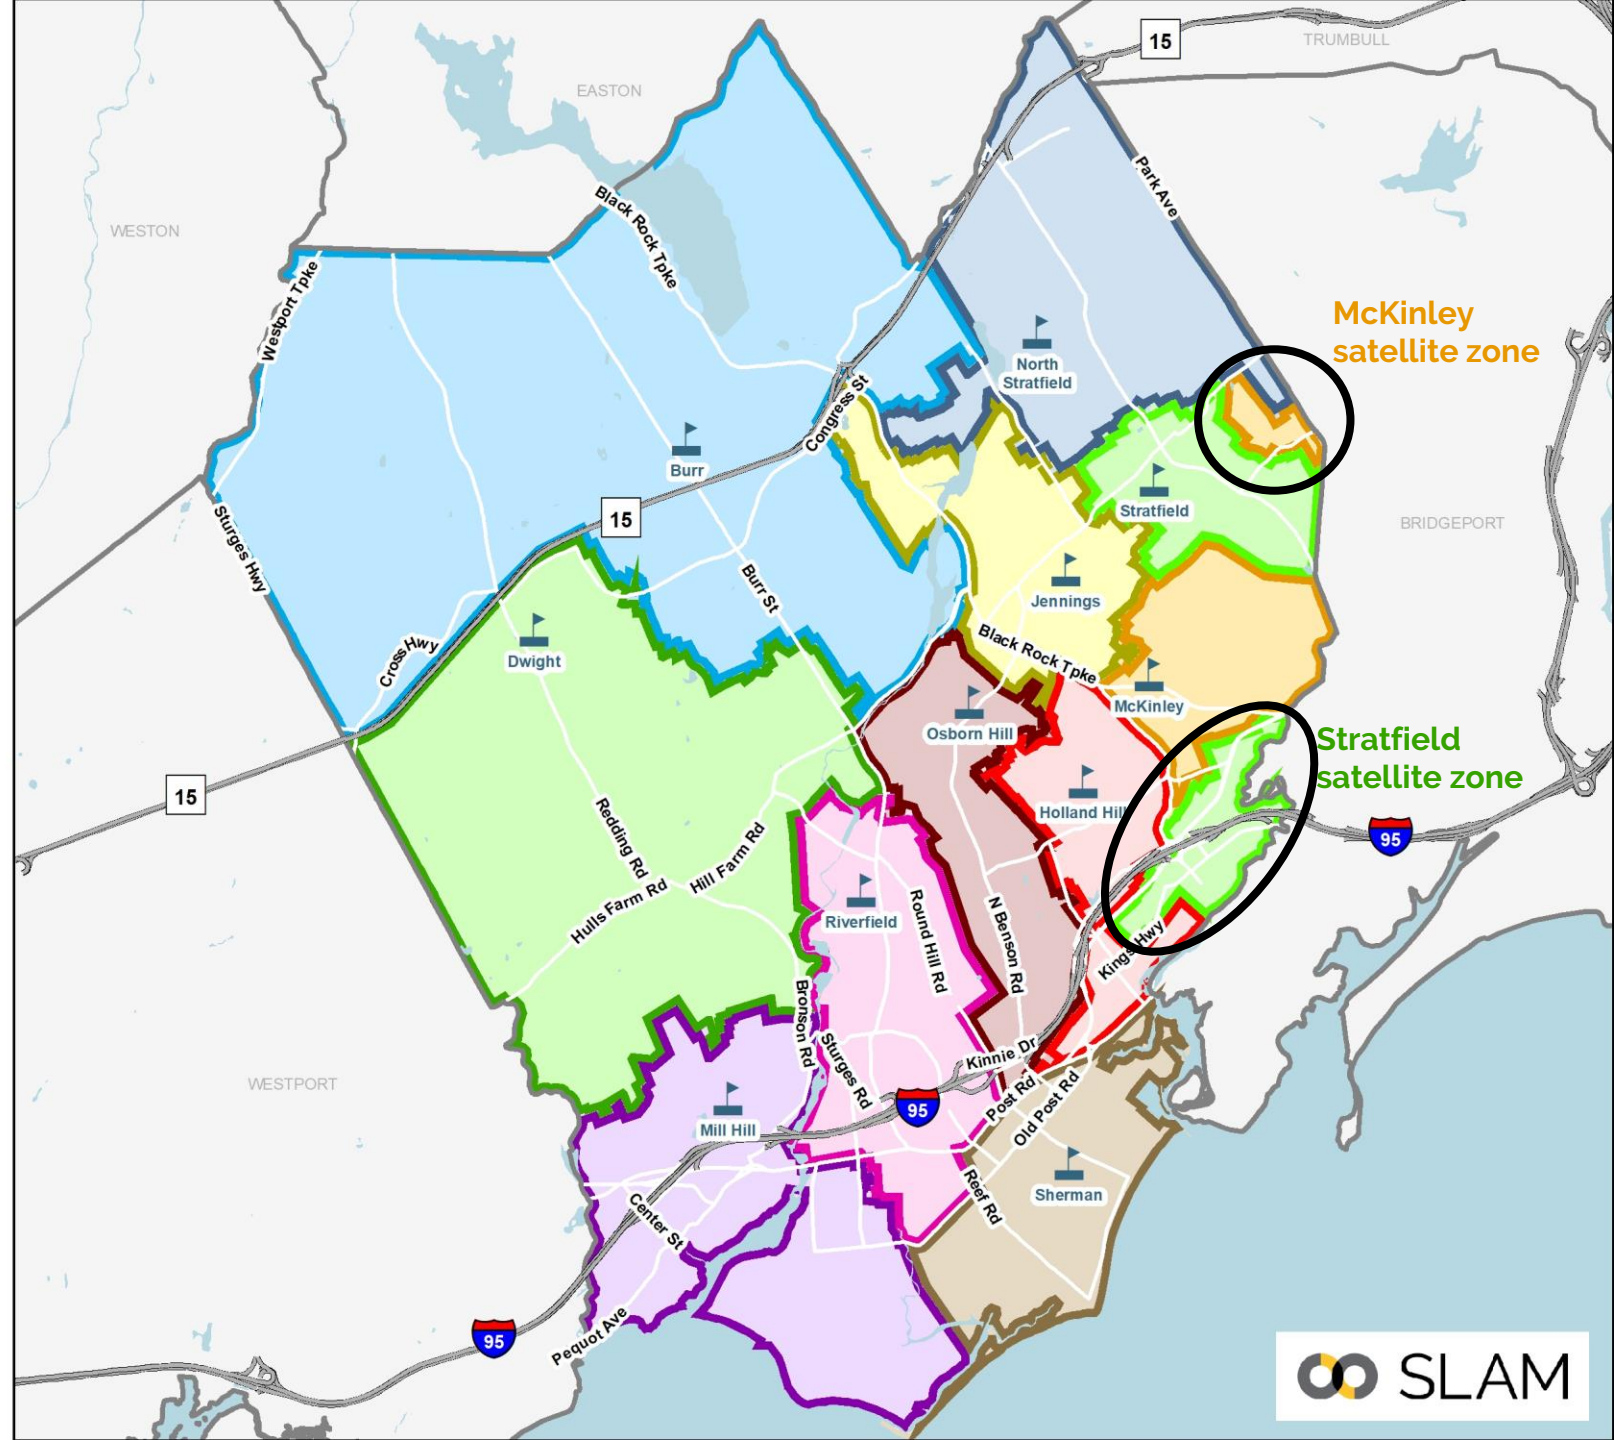 15
TRUMBULL
EASTON
Park Ave
Black Rock Tpke
WESTON
Westport Tpke
McKinley
satellite zone
North
Stratfield
Congress St
Burr
15
Stratfield
BRIDGEPORT
Sturges Hwy
Burr St
Jennings
Cross Hwy
Dwight
Black Rock Tpke
McKinley
Osborn Hill
Stratfield
satellite zone
15
Holland Hill
95
Redding Rd
Hill Farm Rd
Hulls Farm Rd
Riverfield
Round Hill Rd
N Benson Rd
Kings Hwy
Bronson Rd
Sturges Rd
Kinnie Dr
WESTPORT
95
Post Rd
Old Post Rd
Mill Hill
Sherman
Reef Rd
Center St
95
Pequot Ave
SLAM